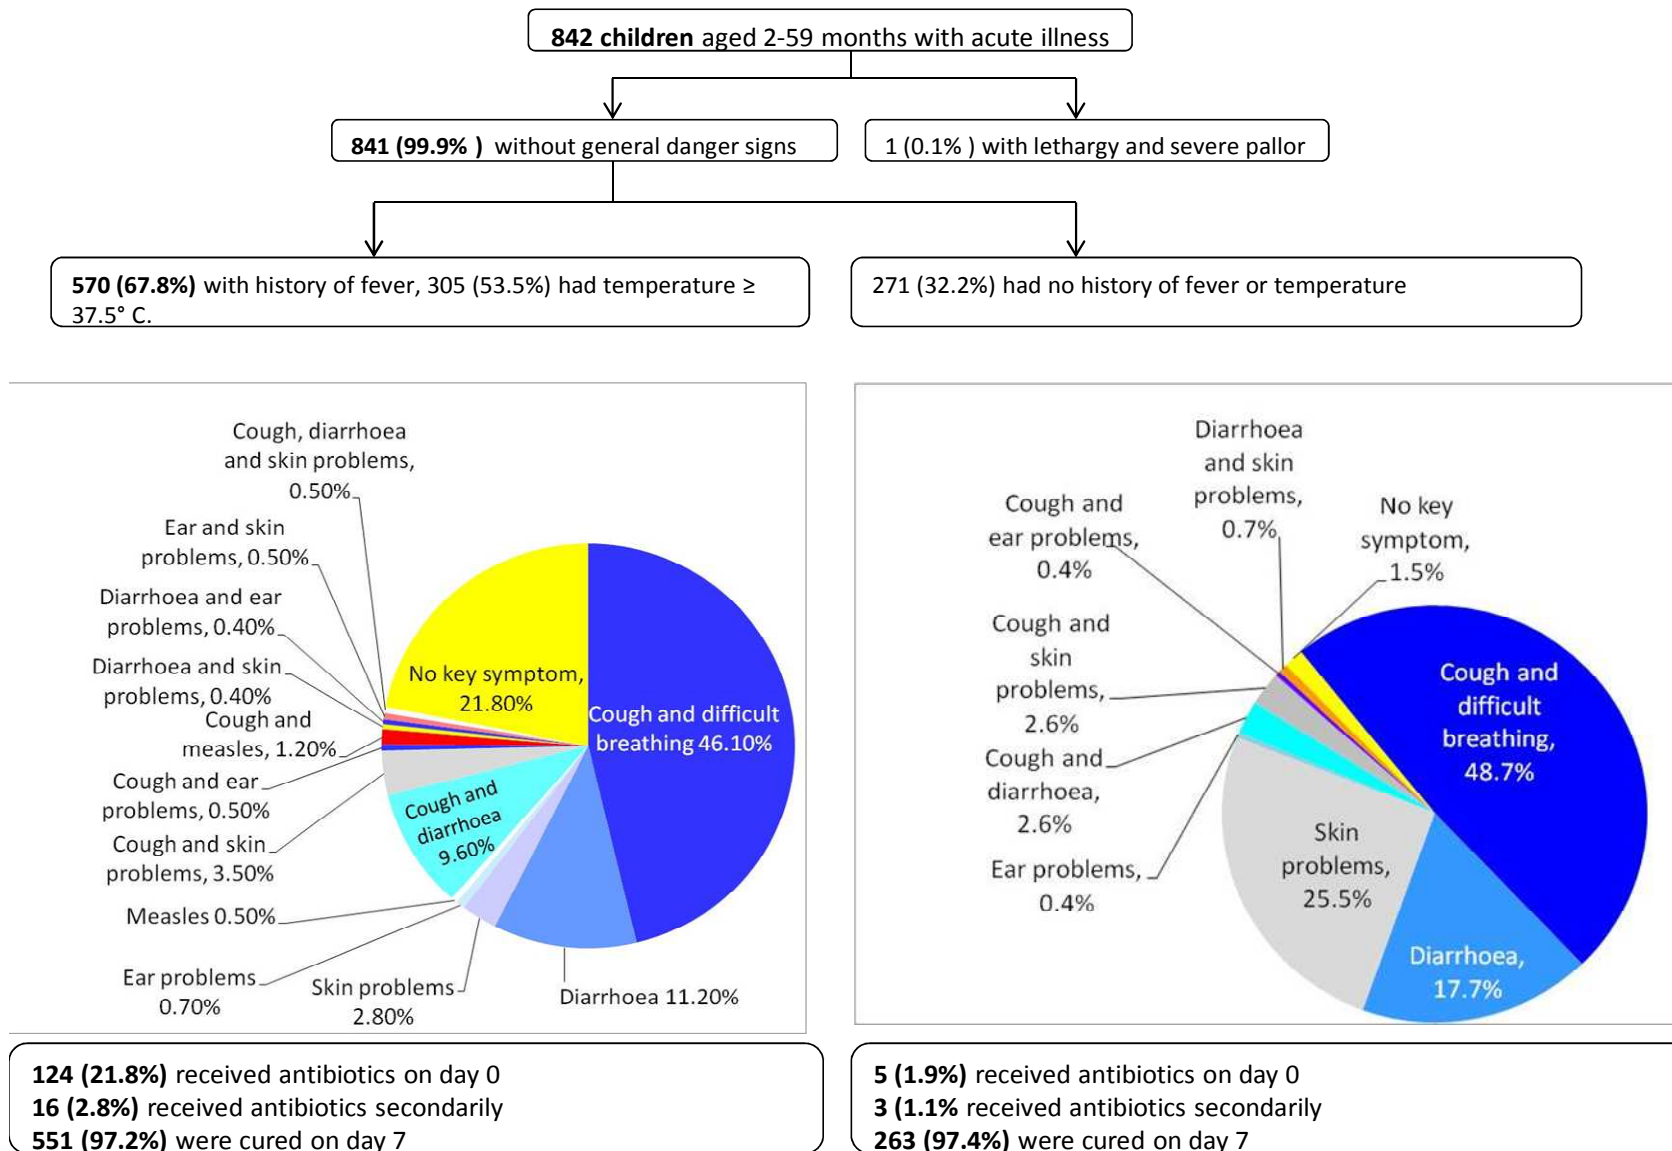 842 children aged 2-59 months with acute illness
841 (99.9% ) without general danger signs
1 (0.1% ) with lethargy and severe pallor
570 (67.8%) with history of fever, 305 (53.5%) had temperature ≥
37.5° C.
271 (32.2%) had no history of fever or temperature
Cough, diarrhoea
and skin problems,
0.50%
Ear and skin
problems, 0.50%
Diarrhoea and ear
problems, 0.40%
Diarrhoea and skin
problems, 0.40%
Cough and
measles, 1.20%
Cough and ear
problems, 0.50%
Cough and skin
problems, 3.50%
Measles 0.50%
Ear problems
0.70%
Skin problems
2.80%
Diarrhoea 11.20%
Cough and
diarrhoea
9.60%
No key symptom,
21.80%
Cough and difficult
breathing 46.10%
Diarrhoea
and skin
problems,
0.7%
Cough and
ear problems,
0.4%
No key
symptom,
1.5%
Cough and
skin
problems,
2.6%
Cough and
diarrhoea,
2.6%
Ear problems,
0.4%
Skin
problems,
25.5%
Cough and
difficult
breathing,
48.7%
Diarrhoea,
17.7%
124 (21.8%) received antibiotics on day 0
16 (2.8%) received antibiotics secondarily
551 (97.2%) were cured on day 7
5 (1.9%) received antibiotics on day 0
3 (1.1% received antibiotics secondarily
263 (97.4%) were cured on day 7